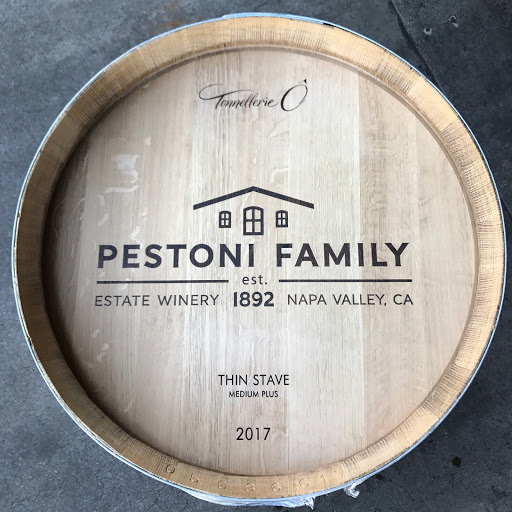 Tonnellerie Ô
PESTONI FAMILY
est.
ESTATE WINERY 1892 NAPA VALLEY, CA
THIN STAVE
MEDIUM PLUS
2017